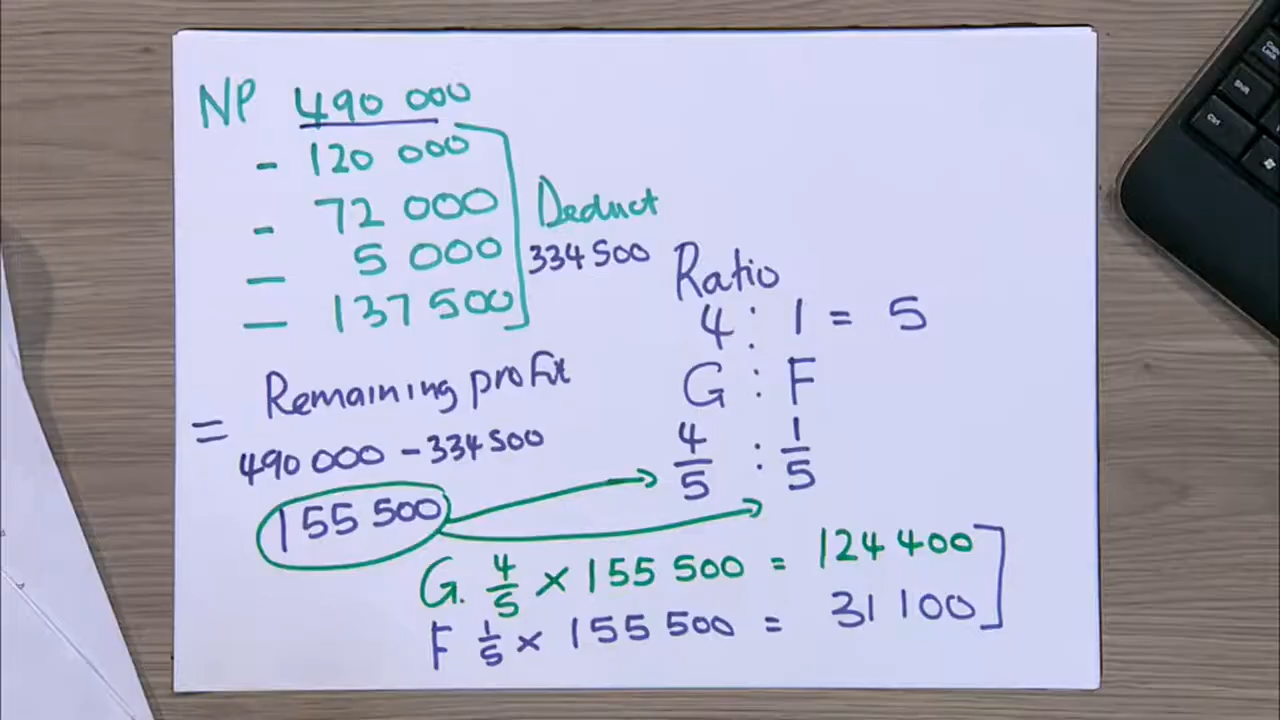 NP 490 000
- 120 000
- 72 000
- 5 000
- 137 500
Deduct
334 500
= Remaining profit
490 000 - 334 500
155 500
Ratio
4 : 1 = 5
G : F
4/5 : 1/5
G. 4/5 × 155 500 = 124 400
F 1/5 × 155 500 = 31 100
Shift
Ctrl